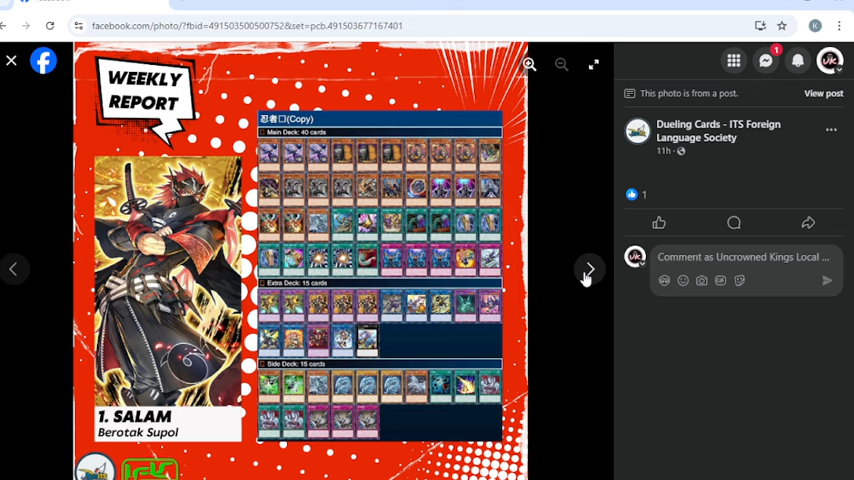 facebook.com/photo/?fbid=491503500500752&set=pcb.491503677167401
K
WEEKLY
REPORT
忍者□(Copy)
Main Deck: 40 cards
Extra Deck: 15 cards
Side Deck: 15 cards
1. SALAM
Berotak Supol
1
This photo is from a post.
View post
Dueling Cards - ITS Foreign
Language Society
11h
1
Comment as Uncrowned Kings Local ...